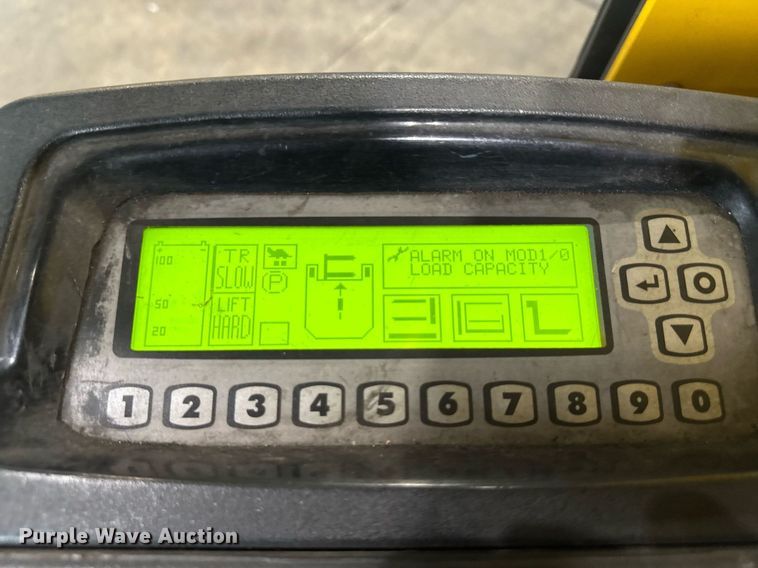 100
50
20
TR
SLOW
LIFT
HARD
P
ALARM ON MOD1/0
LOAD CAPACITY
1 2 3 4 5 6 7 8 9 0
Purple Wave Auction